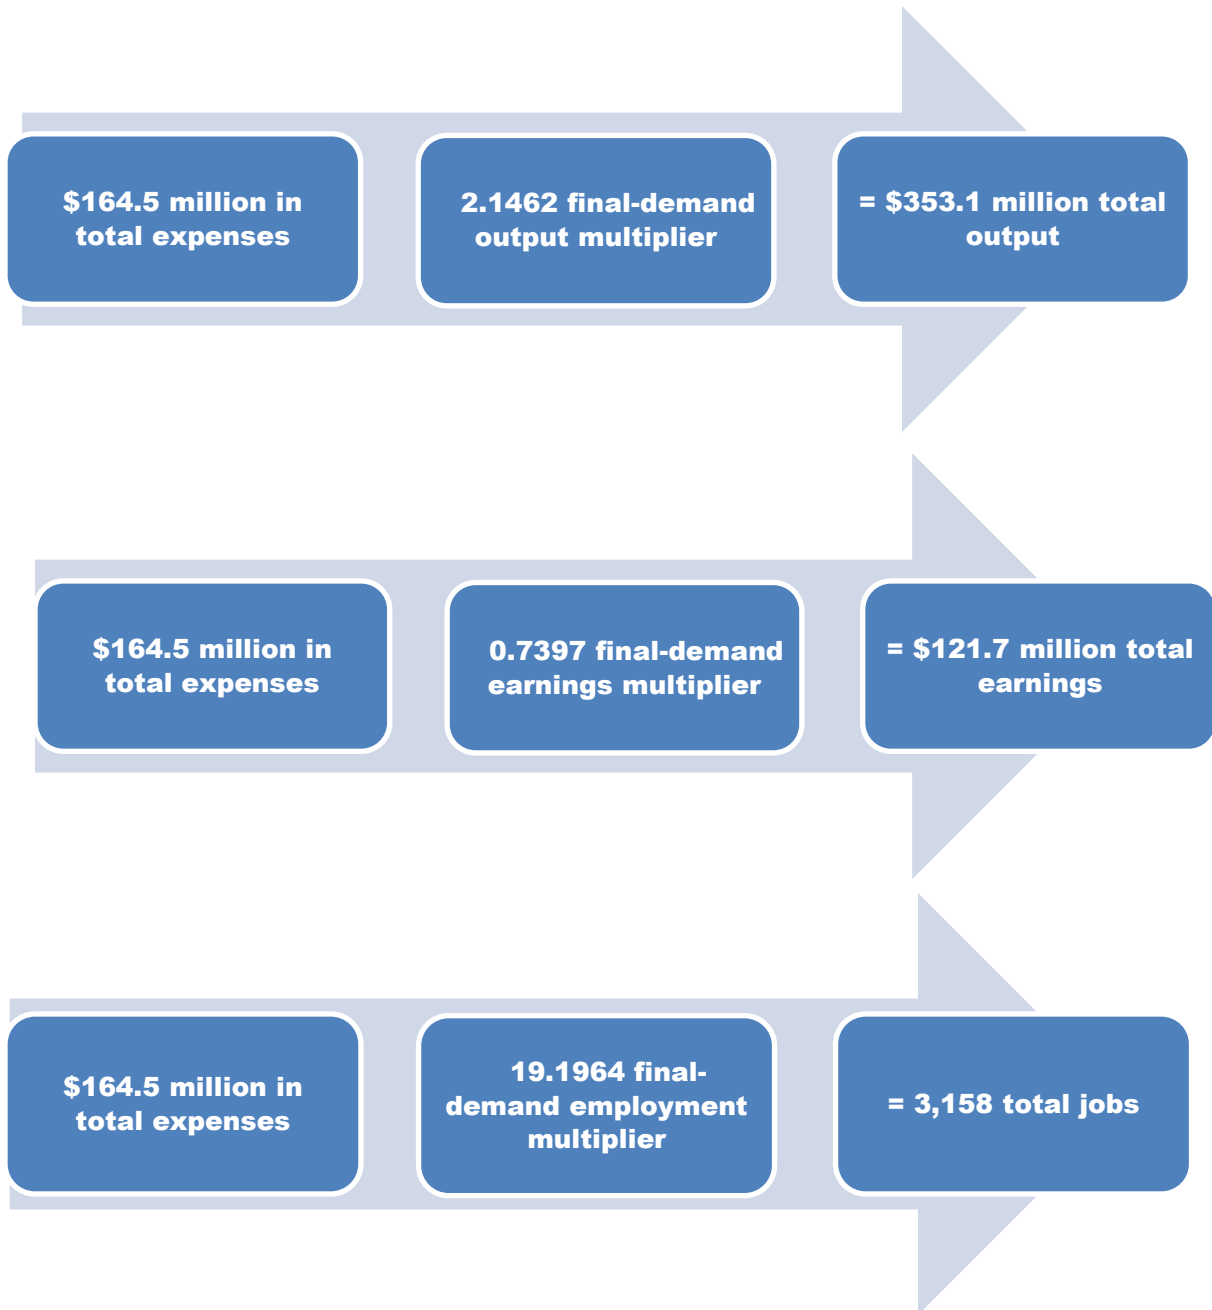 $164.5 million in
total expenses
2.1462 final-demand
output multiplier
= $353.1 million total
output
$164.5 million in
total expenses
0.7397 final-demand
earnings multiplier
= $121.7 million total
earnings
$164.5 million in
total expenses
19.1964 final-
demand employment
multiplier
= 3,158 total jobs